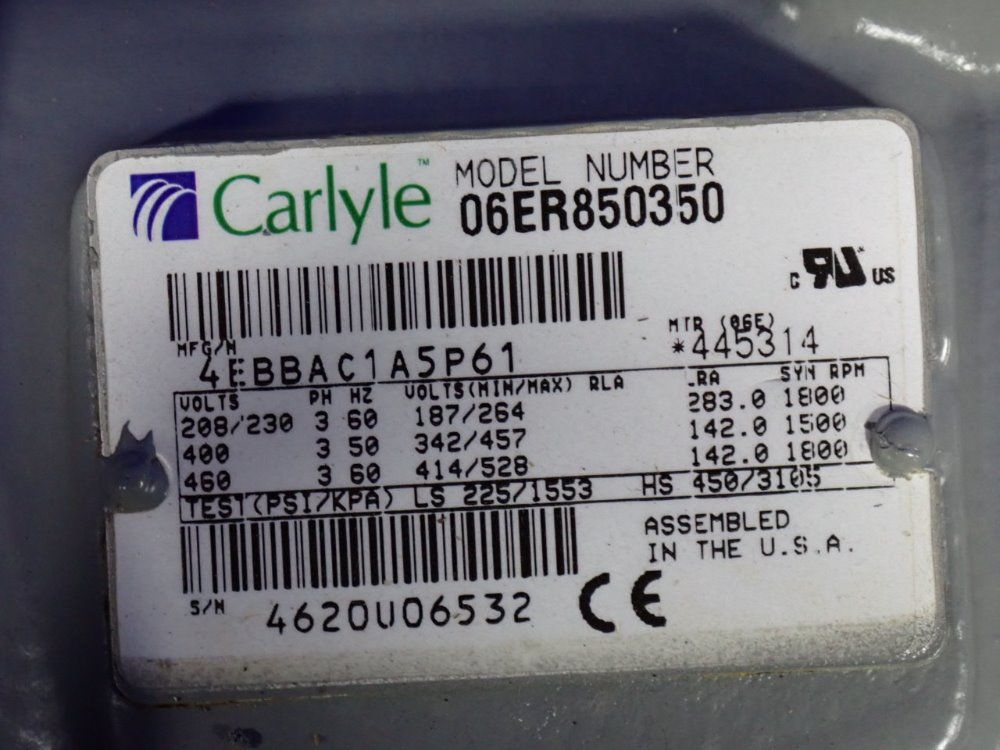 Carlyle™
MODEL NUMBER
06ER850350
C US
MFG/N
4EBBAC1A5P61
MTR (06E)
*445314
VOLTS PH HZ VOLTS(MIN/MAX) RLA LRA SYN RPM
208/230 3 60 187/264 283.0 1800
400 3 50 342/457 142.0 1500
460 3 60 414/528 142.0 1800
TEST(PSI/KPA) LS 225/1553 HS 450/3105
ASSEMBLED
IN THE U.S.A.
S/N 4620U06532
CE